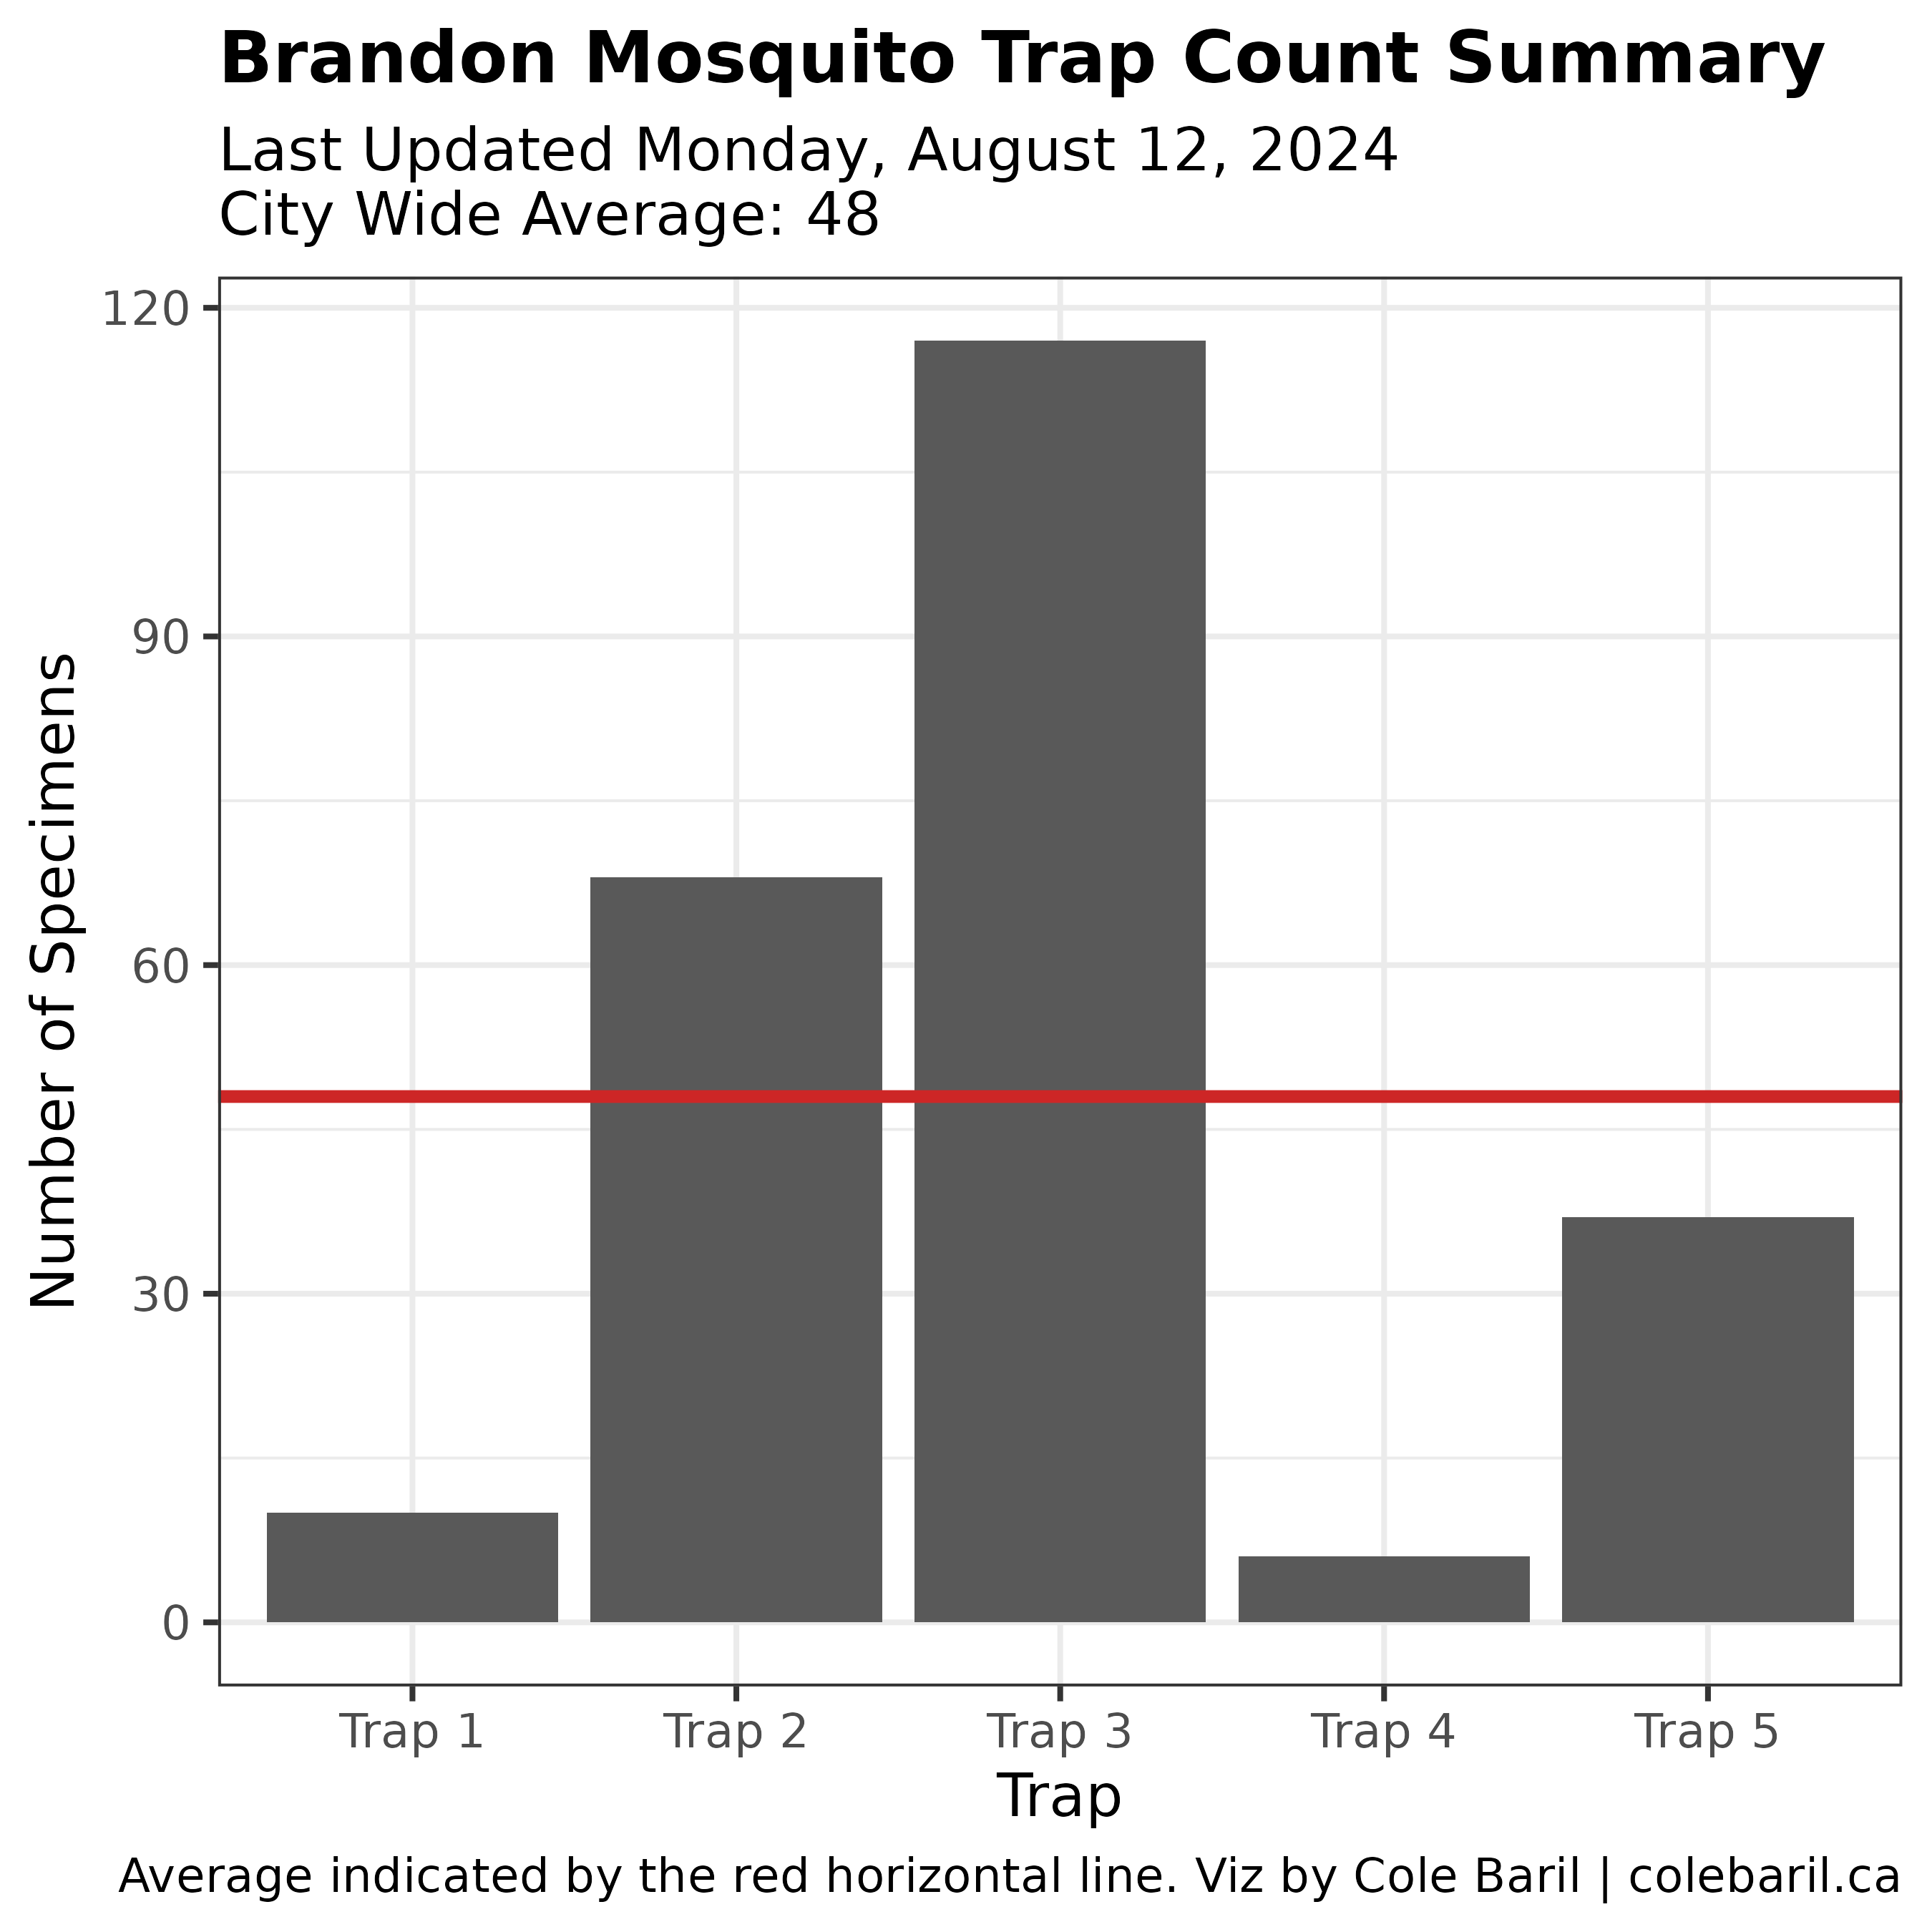 Brandon Mosquito Trap Count Summary
Last Updated Monday, August 12, 2024
City Wide Average: 48
Number of Specimens
120
90
60
30
0
Trap 1 Trap 2 Trap 3 Trap 4 Trap 5
Trap
Average indicated by the red horizontal line. Viz by Cole Baril | colebaril.ca